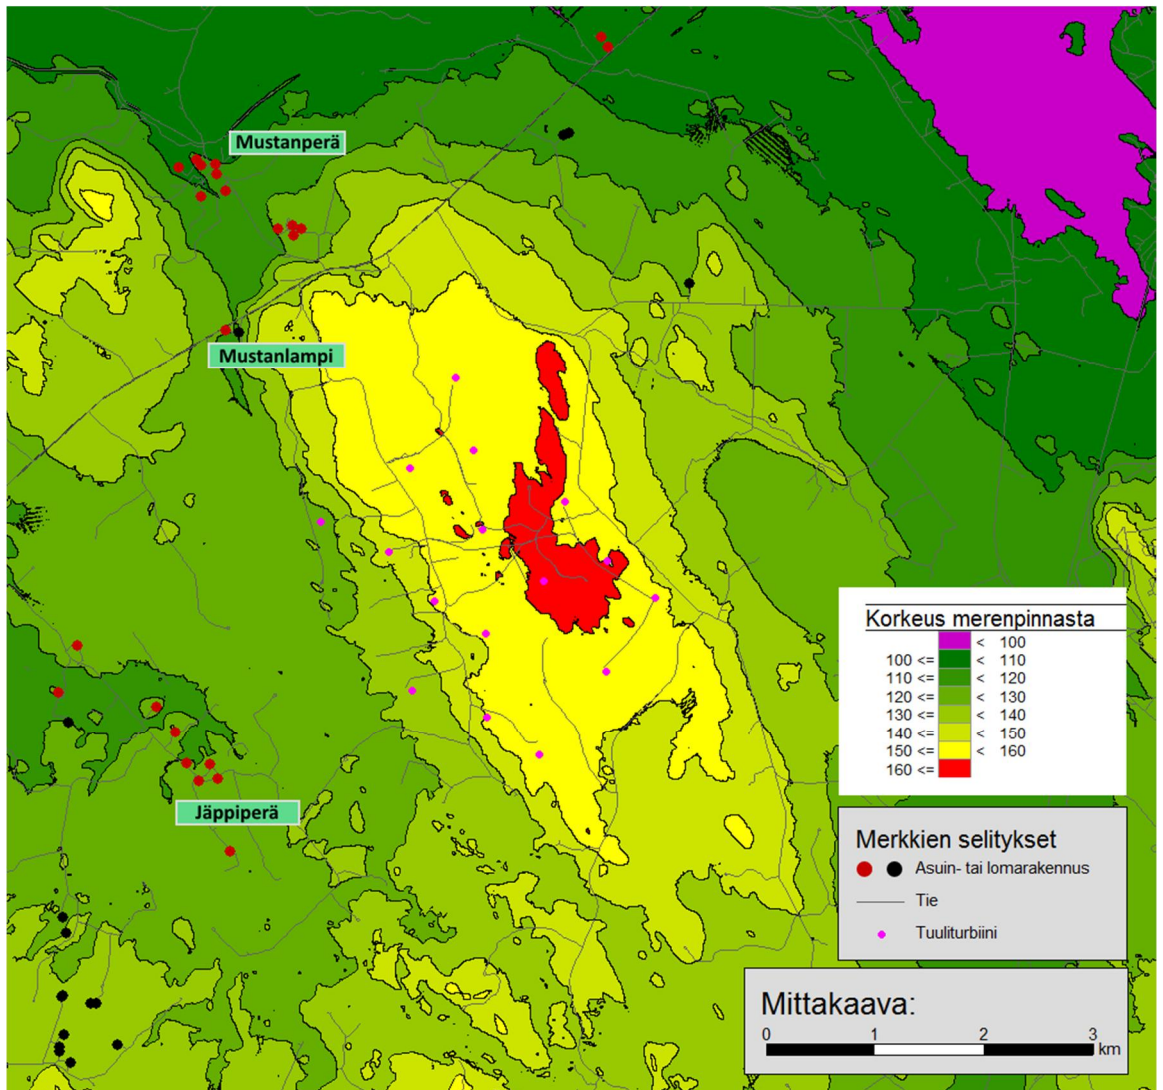 Mustanperä
Mustanlampi
Jäppiperä
Korkeus merenpinnasta
< 100
100 <= < 110
110 <= < 120
120 <= < 130
130 <= < 140
140 <= < 150
150 <= < 160
160 <=
Merkkien selitykset
Asuin- tai lomarakennus
Tie
Tuuliturbiini
Mittakaava:
0 1 2 3
km